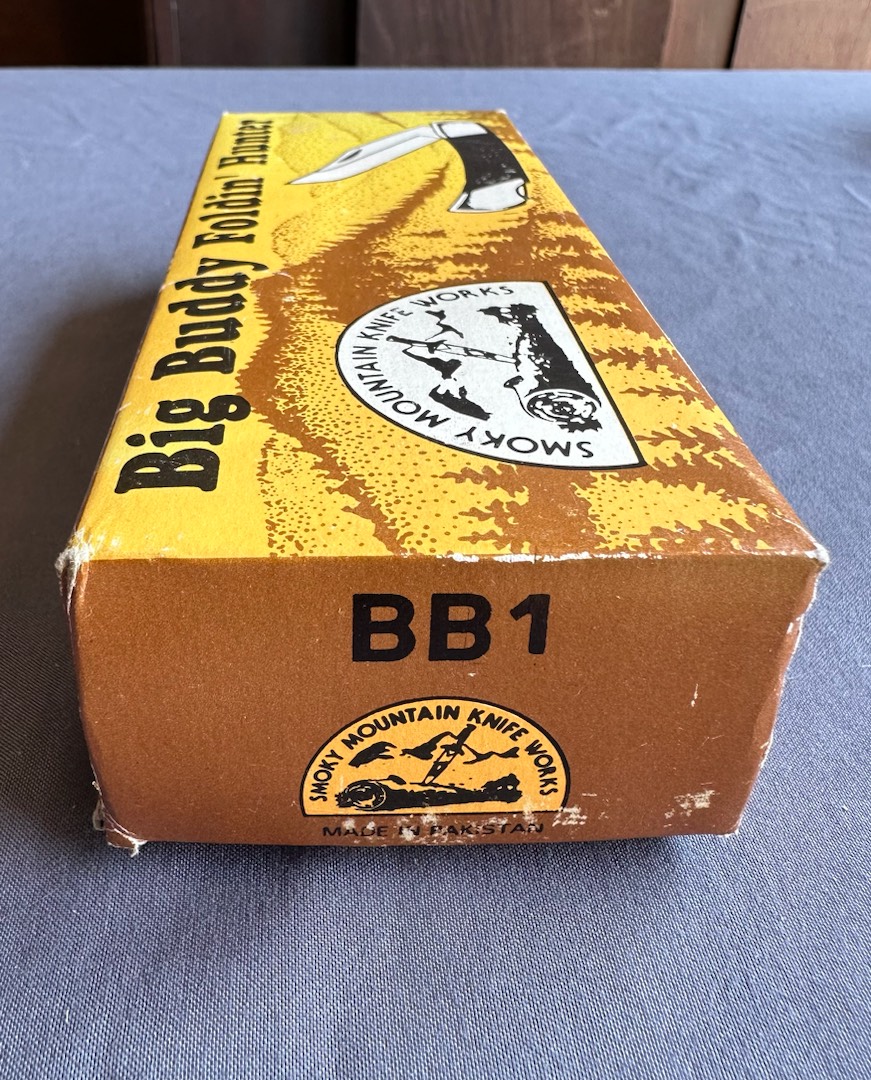 Big Buddy Foldin' Hunter
SMOKY MOUNTAIN KNIFE WORKS
BB1
SMOKY MOUNTAIN KNIFE WORKS
MADE IN PAKISTAN